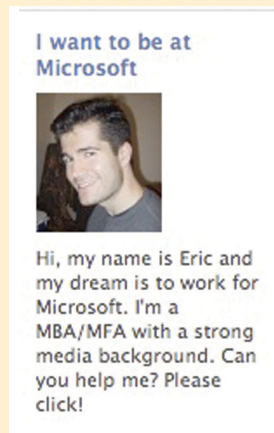 I want to be at
Microsoft
Hi, my name is Eric and
my dream is to work for
Microsoft. I'm a
MBA/MFA with a strong
media background. Can
you help me? Please
click!